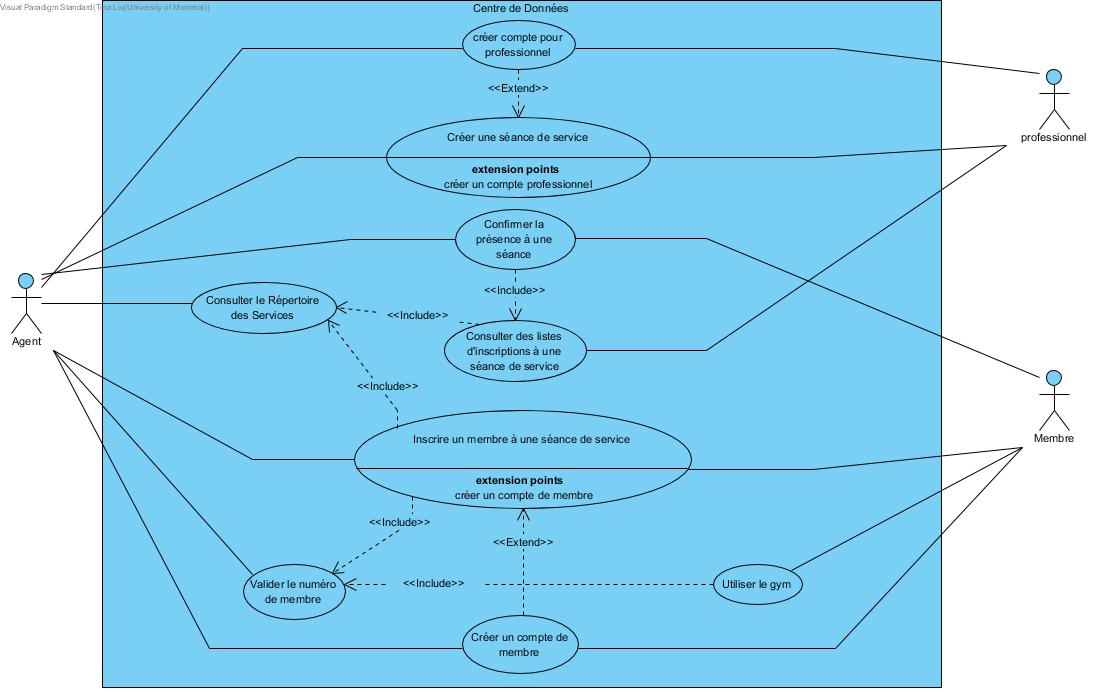 Visual Paradigm Standard(Tina Liu(University of Montreal))
Centre de Données
créer compte pour
professionnel
<<Extend>>
professionnel
Créer une séance de service
extension points
créer un compte professionnel
Confirmer la
présence à une
séance
<<Include>>
Consulter le Répertoire
des Services
<<Include>>
Agent
Consulter des listes
d'inscriptions à une
séance de service
<<Include>>
Membre
Inscrire un membre à une séance de service
extension points
créer un compte de membre
<<Include>>
<<Extend>>
Valider le numéro
de membre
<<Include>>
Utiliser le gym
Créer un compte de
membre